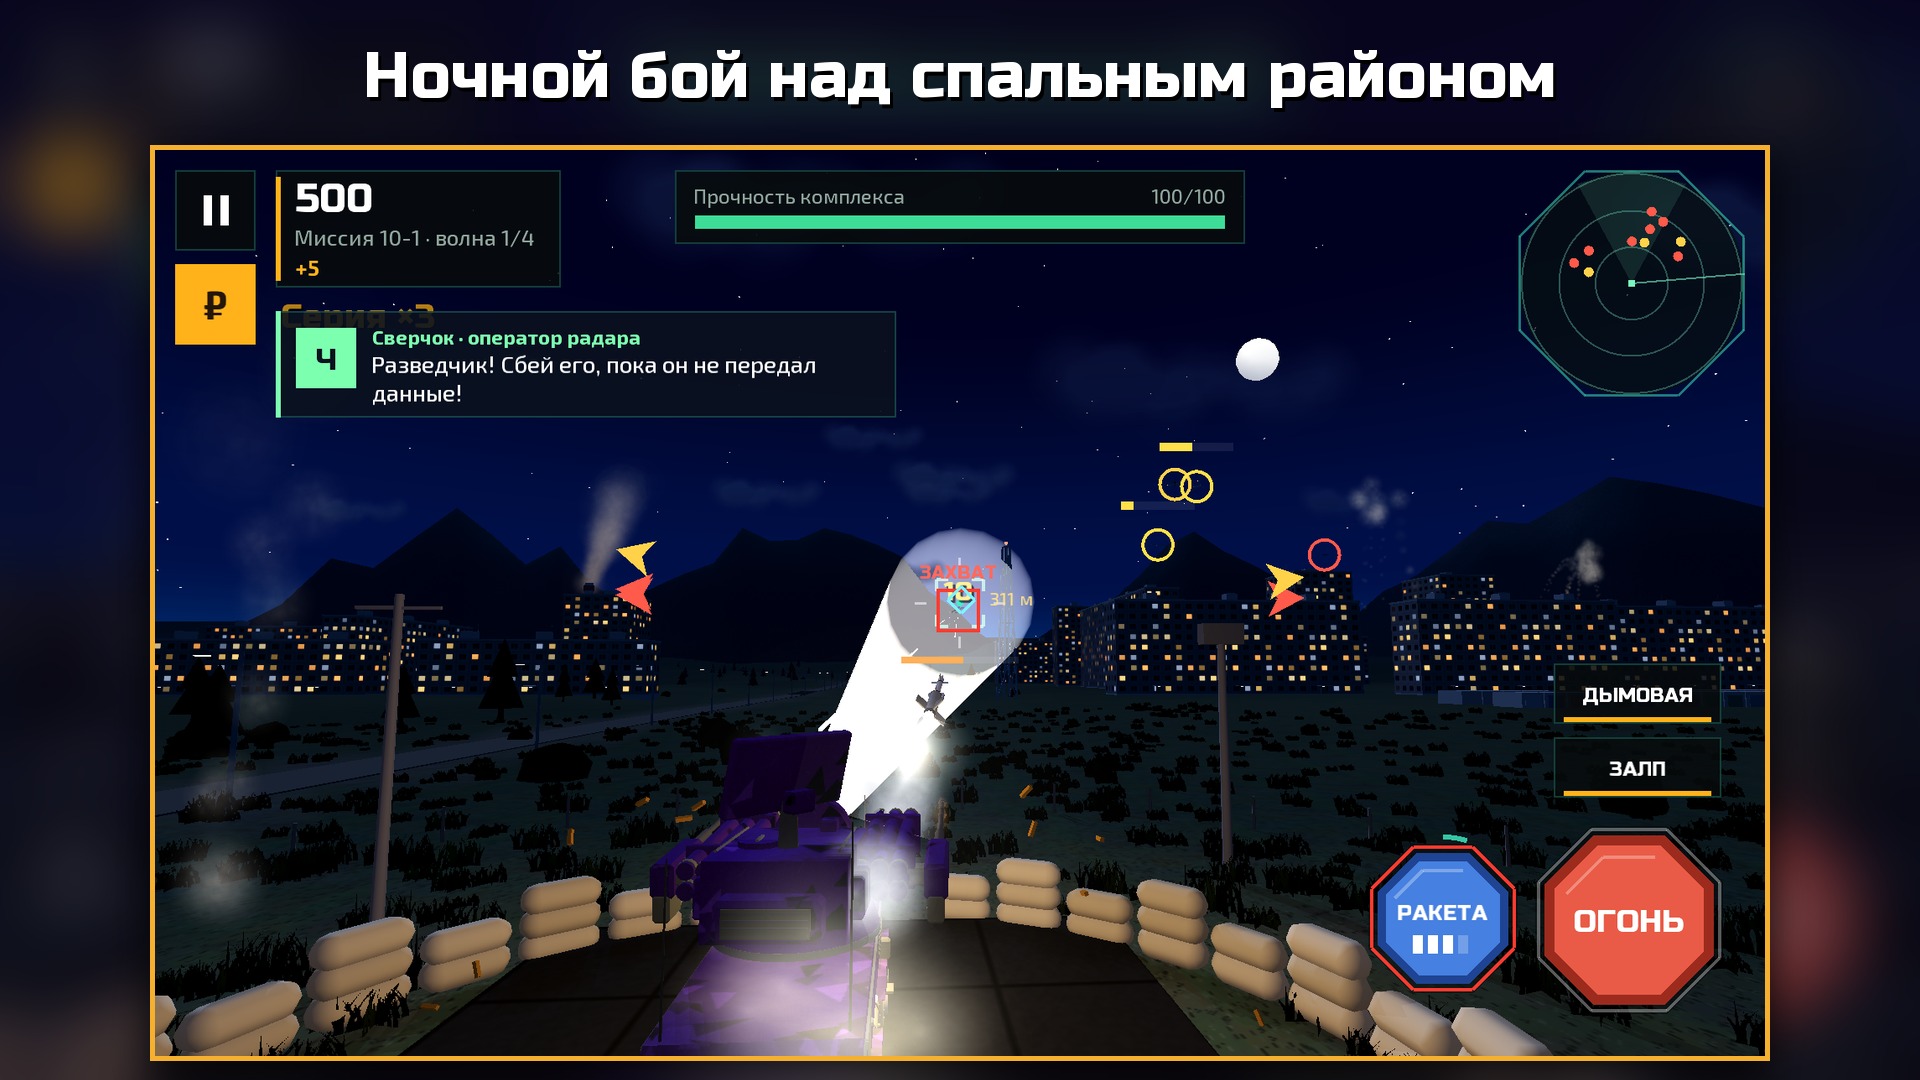 Ночной бой над спальным районом
500
Миссия 10-1 · волна 1/4
+5
₽
Серия ×3
Прочность комплекса 100/100
Ч
Сверчок · оператор радара
Разведчик! Сбей его, пока он не передал
данные!
ЗАХВАТ
311 м
ДЫМОВАЯ
ЗАЛП
РАКЕТА
ОГОНЬ